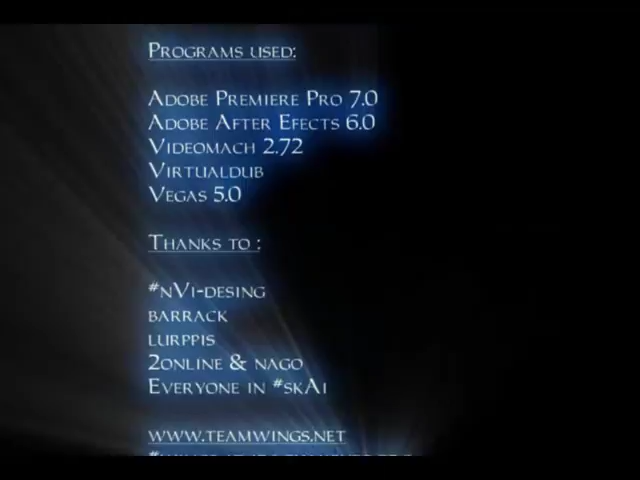 Programs used:
Adobe Premiere Pro 7.0
Adobe After Efects 6.0
Videomach 2.72
Virtualdub
Vegas 5.0
Thanks to :
#nVi-desing
barrack
lurppis
2online & nago
Everyone in #skAi
www.teamwings.net